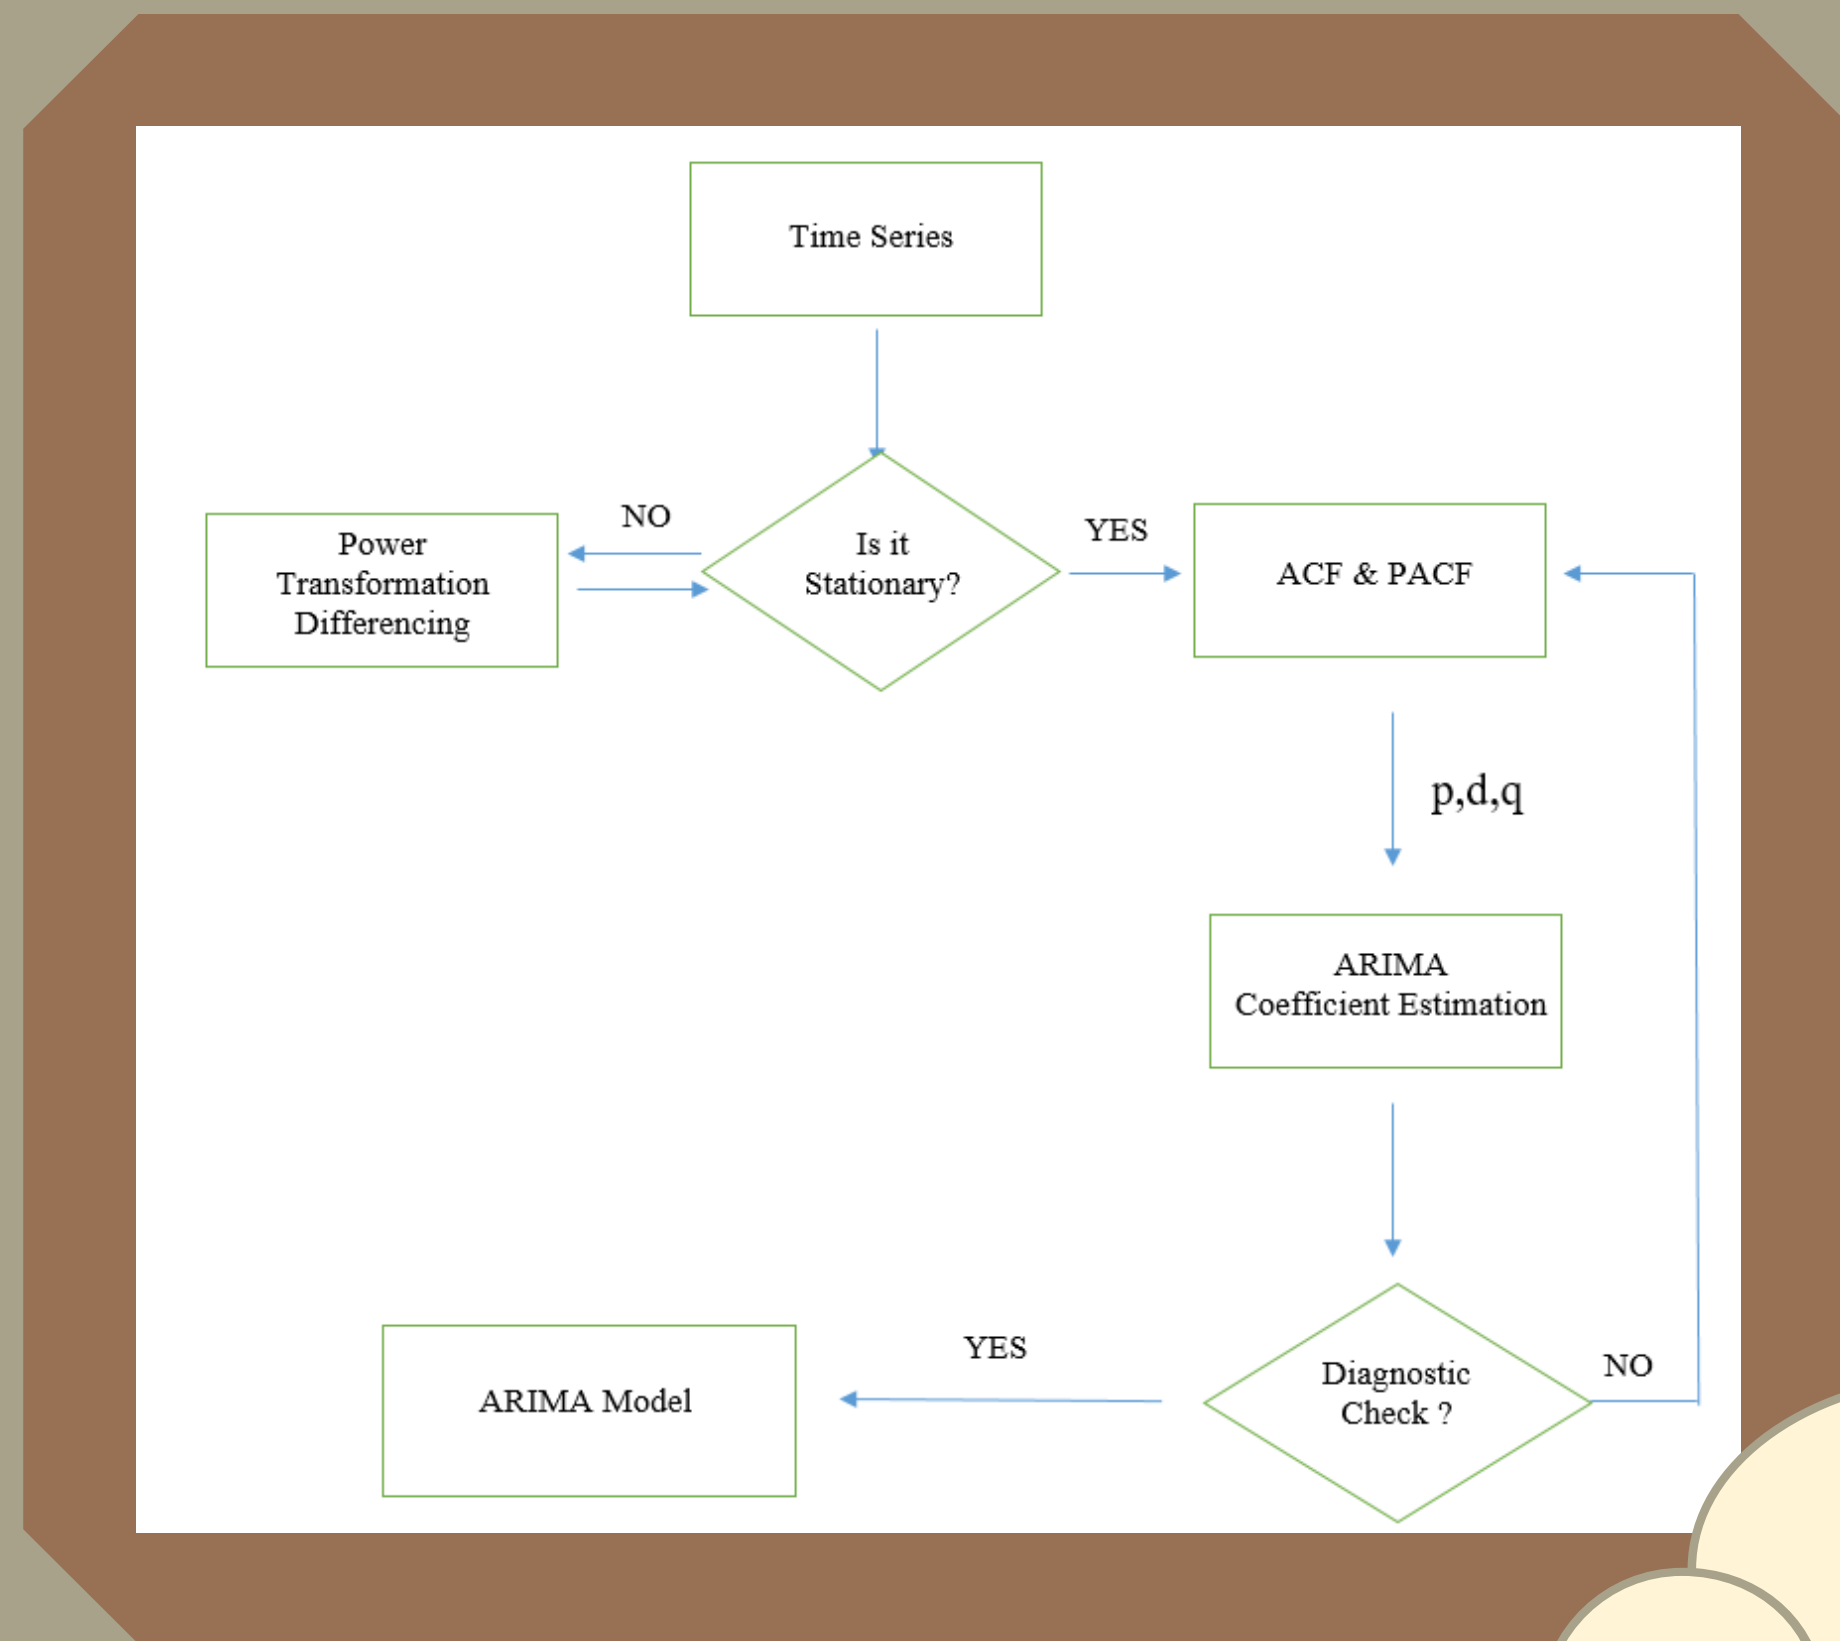 Time Series
NO
Power
Transformation
Differencing
Is it
Stationary?
YES
ACF & PACF
p,d,q
ARIMA
Coefficient Estimation
Diagnostic
Check ?
NO
YES
ARIMA Model